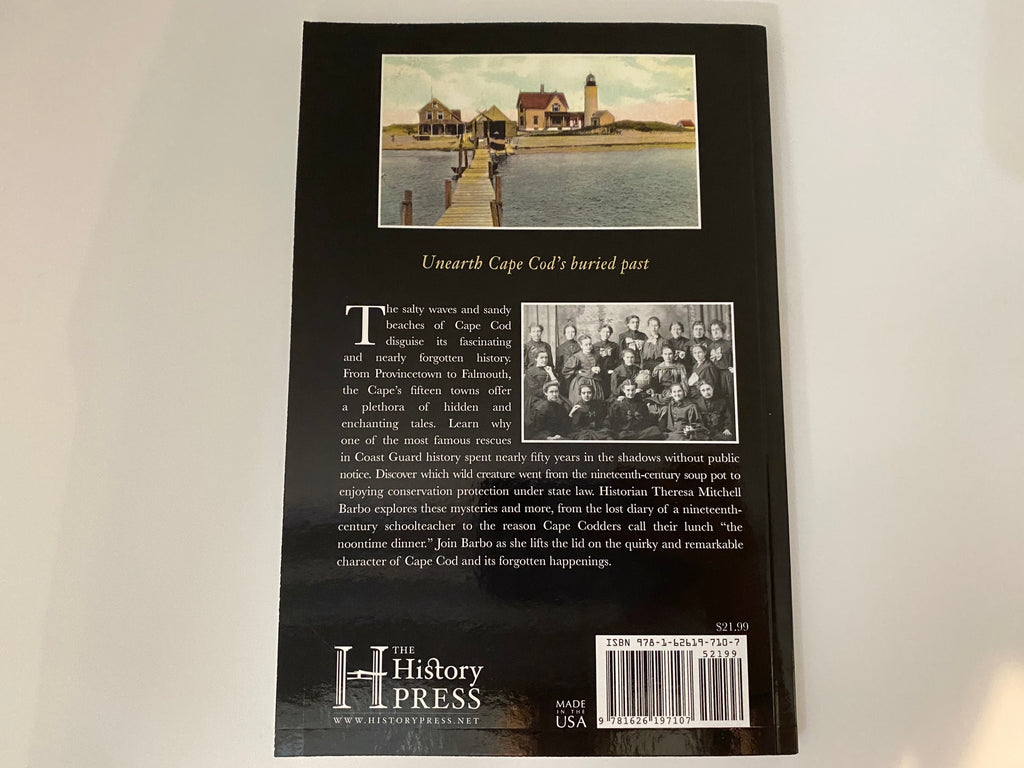 Unearth Cape Cod's buried past
The salty waves and sandy
beaches of Cape Cod
disguise its fascinating
and nearly forgotten history.
From Provincetown to Falmouth,
the Cape's fifteen towns offer
a plethora of hidden and
enchanting tales. Learn why
one of the most famous rescues
in Coast Guard history spent nearly fifty years in the shadows without public
notice. Discover which wild creature went from the nineteenth-century soup pot to
enjoying conservation protection under state law. Historian Theresa Mitchell
Barbo explores these mysteries and more, from the lost diary of a nineteenth-
century schoolteacher to the reason Cape Codders call their lunch “the
noontime dinner.” Join Barbo as she lifts the lid on the quirky and remarkable
character of Cape Cod and its forgotten happenings.
$21.99
ISBN 978-1-62619-710-7
52199
9 781626 197107
MADE
IN THE
USA
H THE
History
PRESS
WWW.HISTORYPRESS.NET